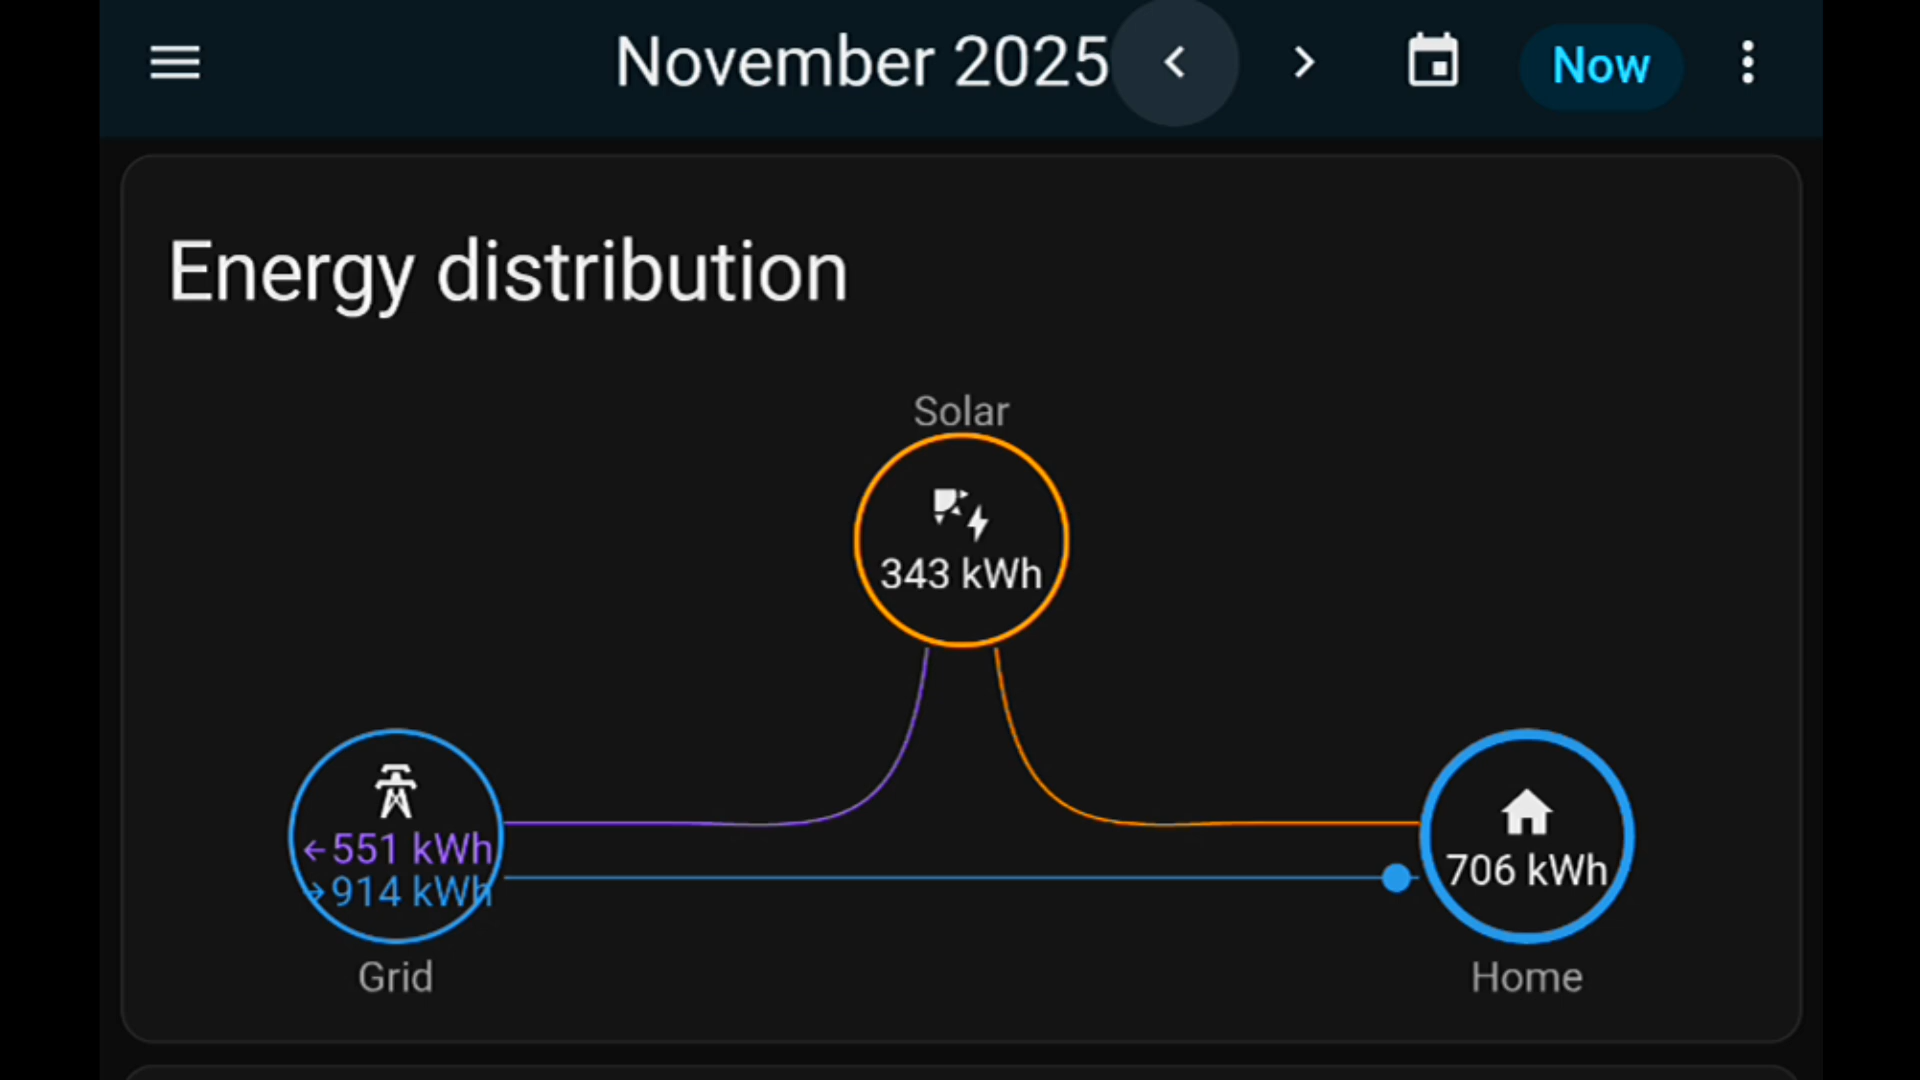 November 2025
Now
Energy distribution
Solar
343 kWh
←551 kWh
→914 kWh
706 kWh
Grid
Home